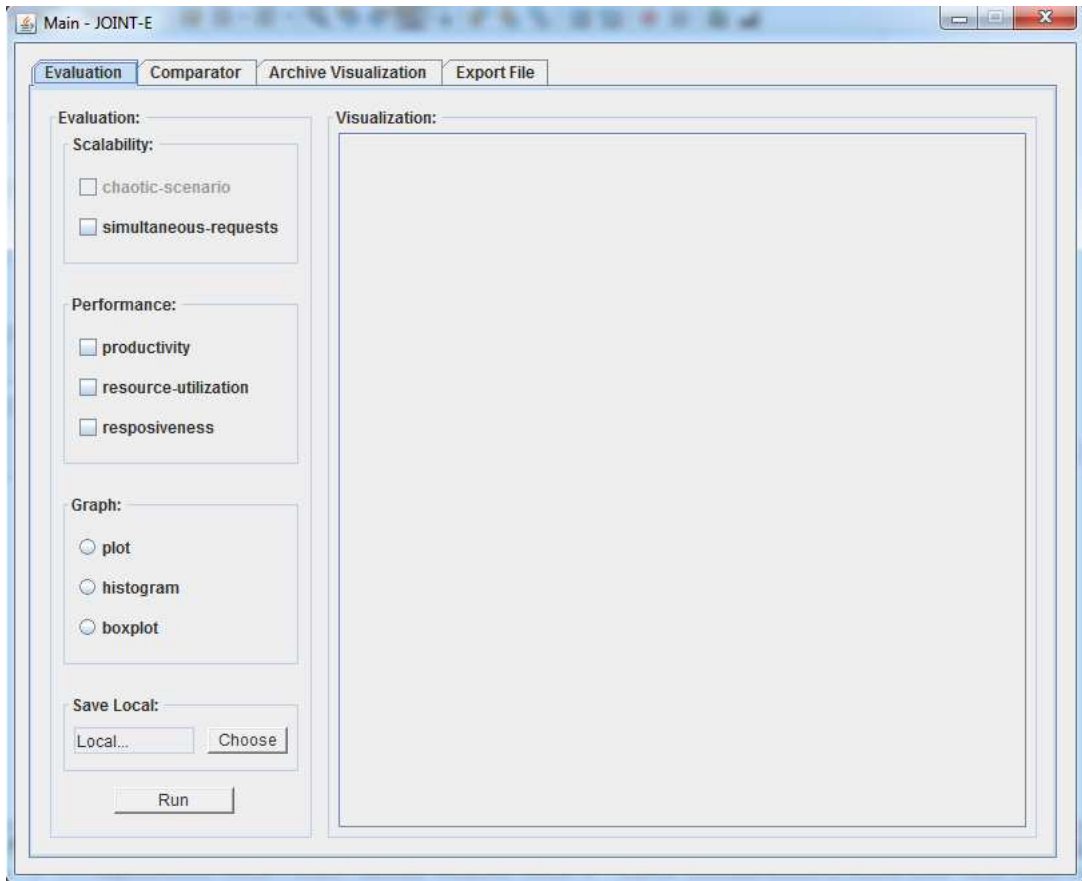 Main - JOINT-E
Evaluation Comparator Archive Visualization Export File
Evaluation:
Scalability:
chaotic-scenario
simultaneous-requests
Performance:
productivity
resource-utilization
resposiveness
Graph:
plot
histogram
boxplot
Save Local:
Local... Choose
Run
Visualization: